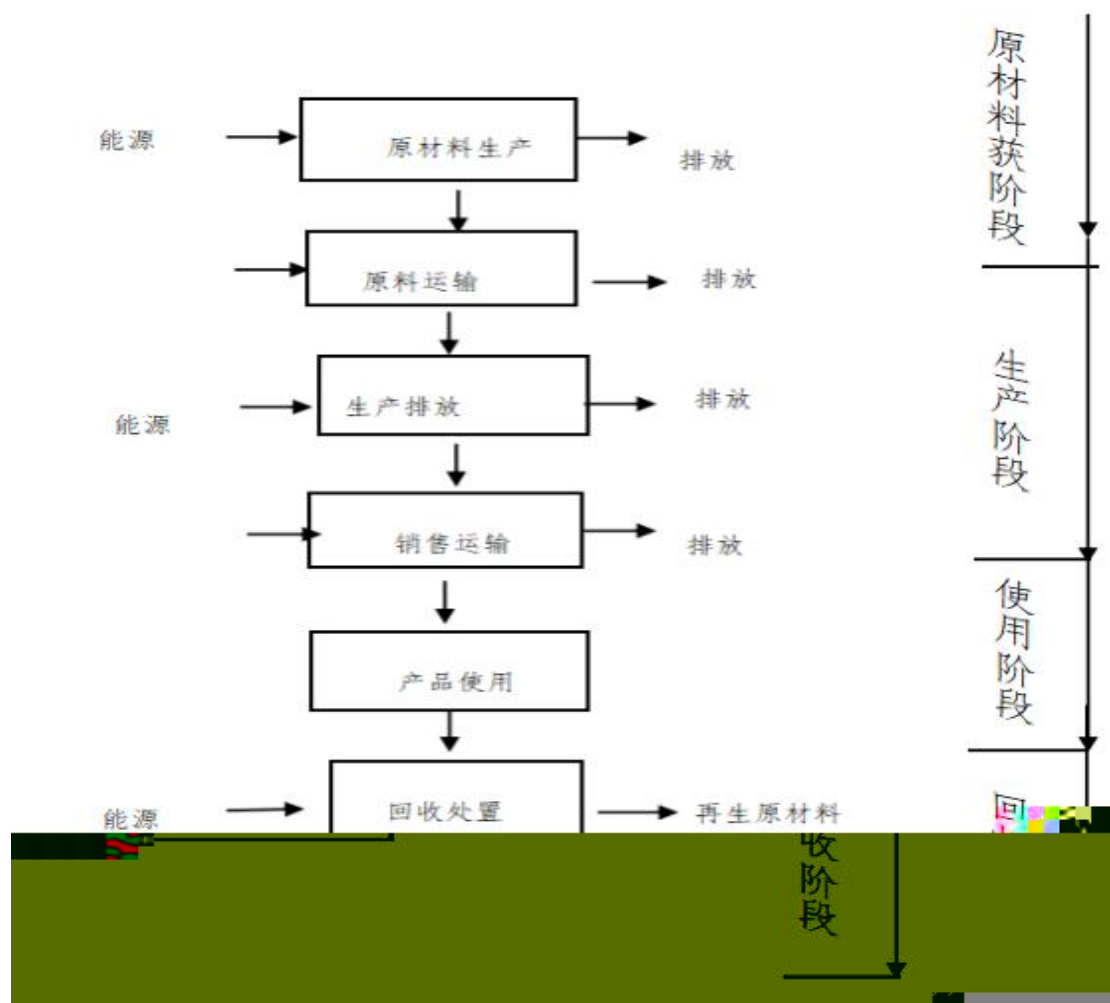 能源
原材料生产
排放
原料运输
排放
能源
生产排放
排放
销售运输
排放
产品使用
能源
回收处置
再生原材料
原材料获阶段
生产阶段
使用阶段
回收阶段